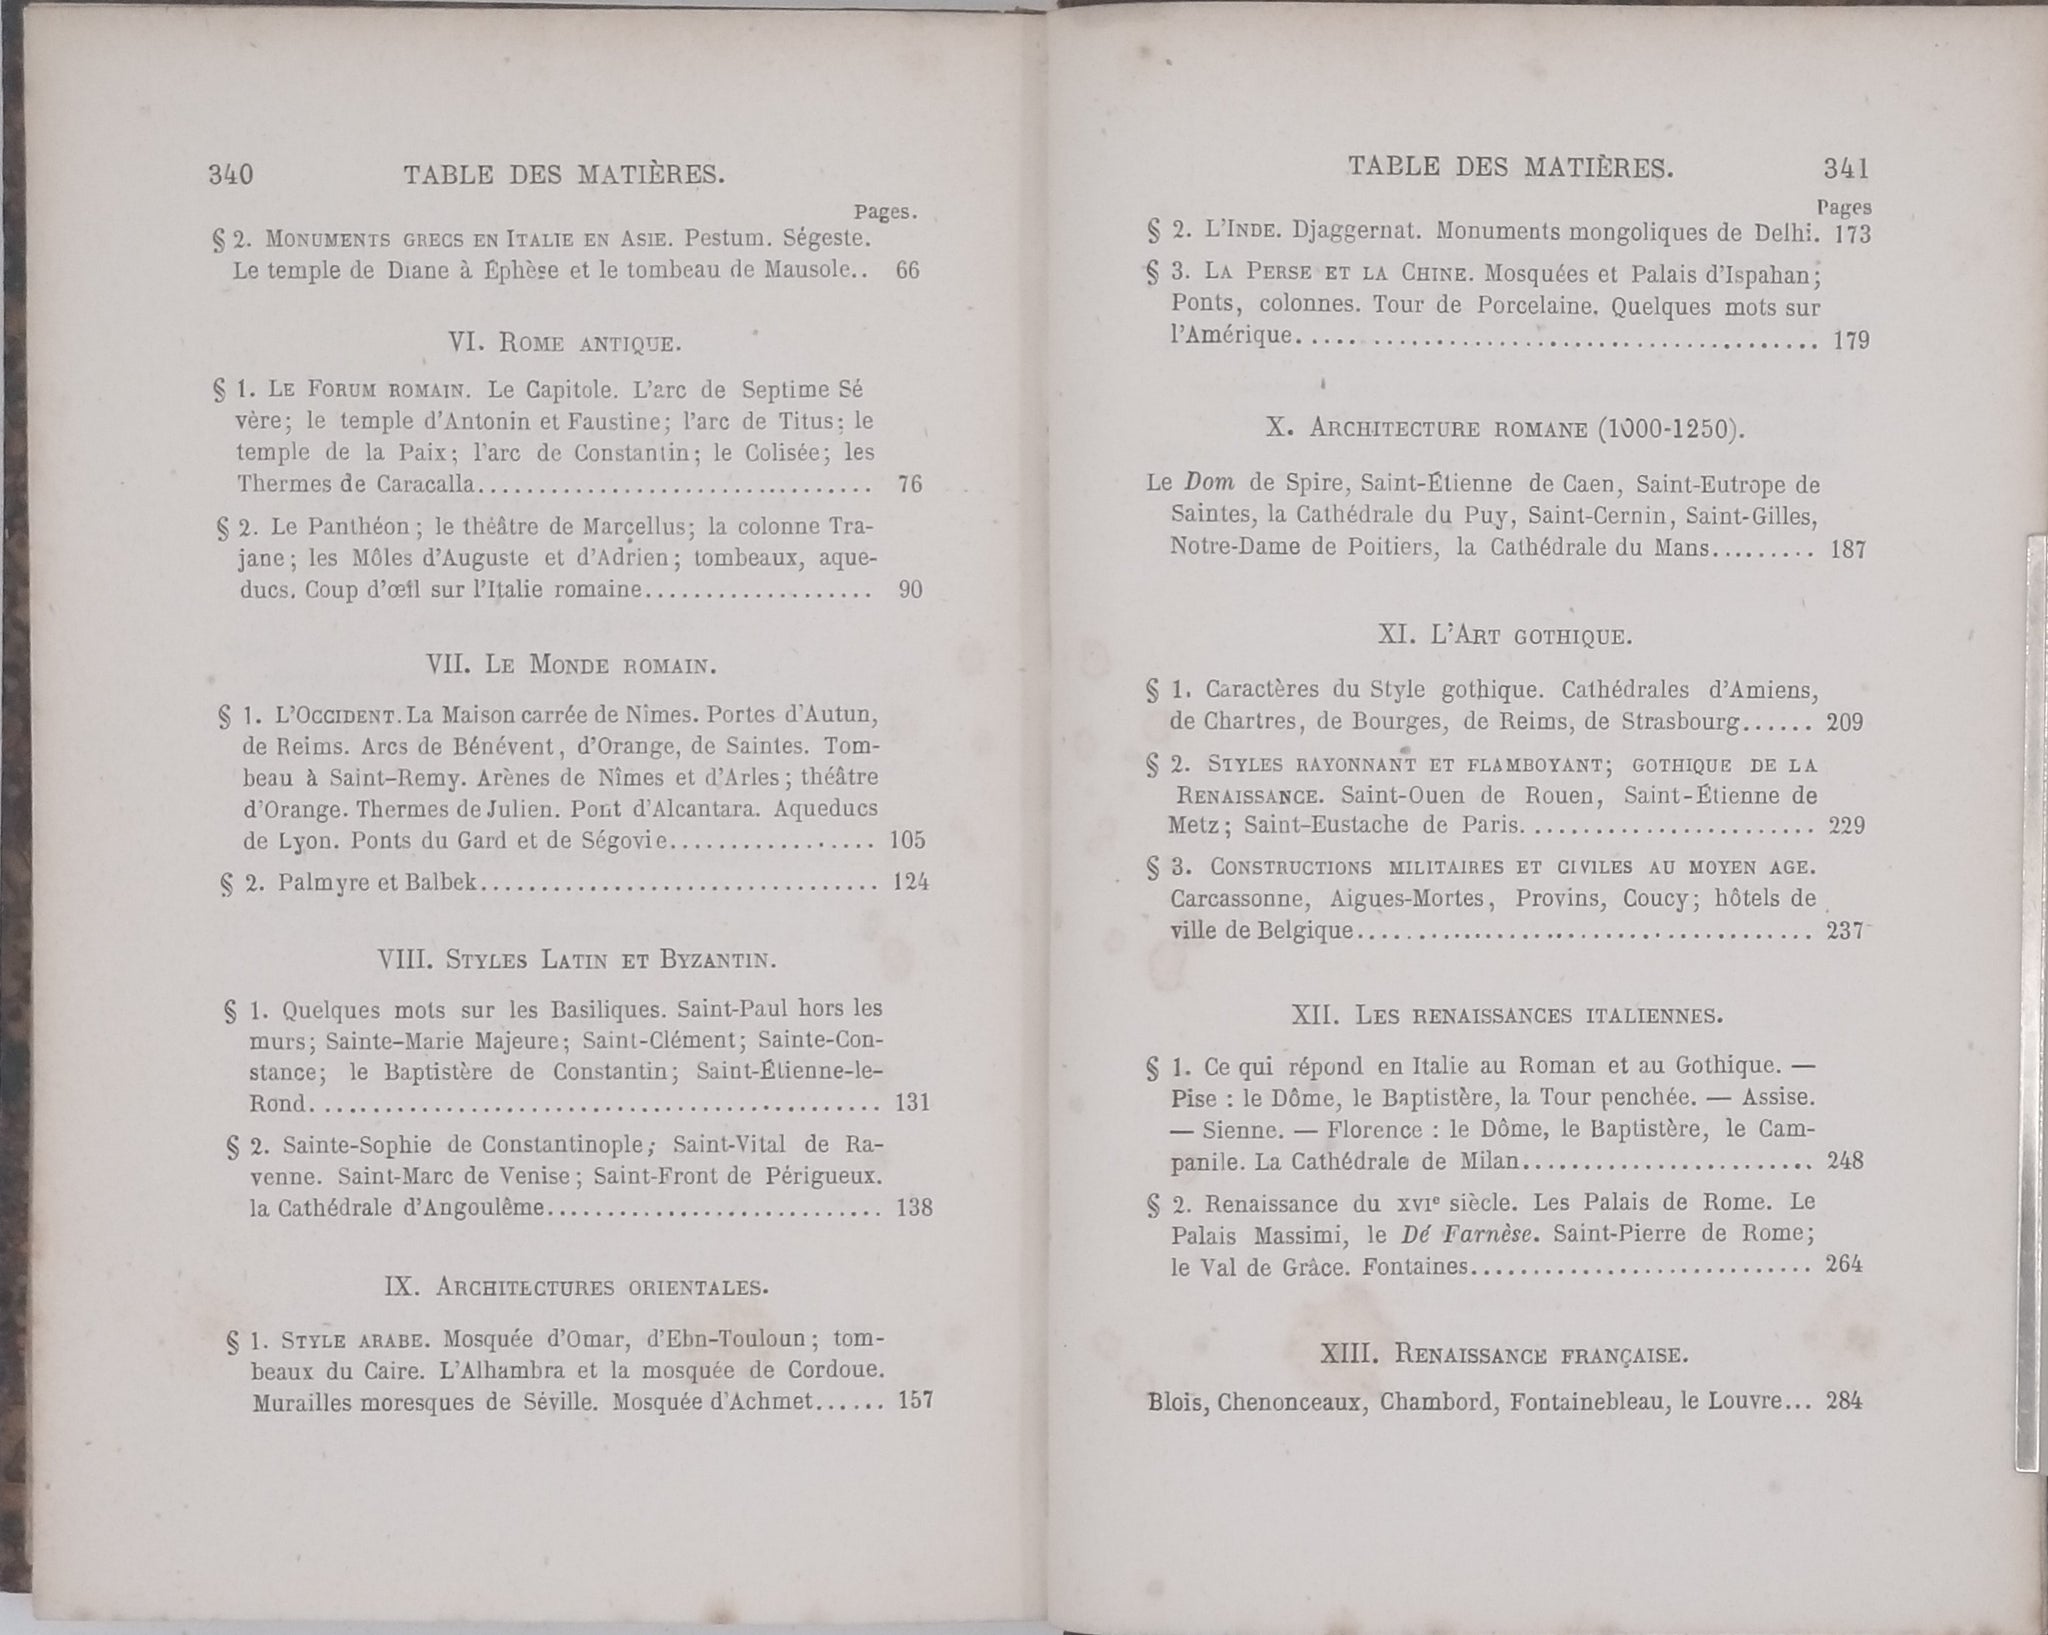 340 TABLE DES MATIÈRES.
Pages.
§ 2. MONUMENTS GRECS EN ITALIE EN ASIE. Pestum. Ségeste.
Le temple de Diane à Éphèse et le tombeau de Mausole.. 66
VI. ROME ANTIQUE.
§ 1. LE FORUM ROMAIN. Le Capitole. L'arc de Septime Sé
vère; le temple d'Antonin et Faustine; l'arc de Titus; le
temple de la Paix; l'arc de Constantin; le Colisée; les
Thermes de Caracalla................................. 76
§ 2. Le Panthéon; le théâtre de Marcellus; la colonne Tra-
jane; les Môles d'Auguste et d'Adrien; tombeaux, aque-
ducs. Coup d'œil sur l'Italie romaine................... 90
VII. LE MONDE ROMAIN.
§ 1. L'OCCIDENT. La Maison carrée de Nîmes. Portes d'Autun,
de Reims. Arcs de Bénévent, d'Orange, de Saintes. Tom-
beau à Saint-Remy. Arènes de Nîmes et d'Arles; théâtre
d'Orange. Thermes de Julien. Pont d'Alcantara. Aqueducs
de Lyon. Ponts du Gard et de Ségovie................. 105
§ 2. Palmyre et Balbek................................. 124
VIII. STYLES LATIN ET BYZANTIN.
§ 1. Quelques mots sur les Basiliques. Saint-Paul hors les
murs; Sainte-Marie Majeure; Saint-Clément; Sainte-Con-
stance; le Baptistère de Constantin; Saint-Étienne-le-
Rond................................................ 131
§ 2. Sainte-Sophie de Constantinople; Saint-Vital de Ra-
venne. Saint-Marc de Venise; Saint-Front de Périgueux.
la Cathédrale d'Angoulême............................ 138
IX. ARCHITECTURES ORIENTALES.
§ 1. STYLE ARABE. Mosquée d'Omar, d'Ebn-Touloun; tom-
beaux du Caire. L'Alhambra et la mosquée de Cordoue.
Murailles moresques de Séville. Mosquée d'Achmet...... 157
TABLE DES MATIÈRES. 341
Pages
§ 2. L'INDE. Djaggernat. Monuments mongoliques de Delhi. 173
§ 3. LA PERSE ET LA CHINE. Mosquées et Palais d'Ispahan;
Ponts, colonnes. Tour de Porcelaine. Quelques mots sur
l'Amérique........................................... 179
X. ARCHITECTURE ROMANE (1000-1250).
Le Dom de Spire, Saint-Étienne de Caen, Saint-Eutrope de
Saintes, la Cathédrale du Puy, Saint-Cernin, Saint-Gilles,
Notre-Dame de Poitiers, la Cathédrale du Mans......... 187
XI. L'ART GOTHIQUE.
§ 1. Caractères du Style gothique. Cathédrales d'Amiens,
de Chartres, de Bourges, de Reims, de Strasbourg...... 209
§ 2. STYLES RAYONNANT ET FLAMBOYANT; GOTHIQUE DE LA
RENAISSANCE. Saint-Ouen de Rouen, Saint-Étienne de
Metz; Saint-Eustache de Paris......................... 229
§ 3. CONSTRUCTIONS MILITAIRES ET CIVILES AU MOYEN AGE.
Carcassonne, Aigues-Mortes, Provins, Coucy; hôtels de
ville de Belgique...................................... 237
XII. LES RENAISSANCES ITALIENNES.
§ 1. Ce qui répond en Italie au Roman et au Gothique. —
Pise : le Dôme, le Baptistère, la Tour penchée. — Assise.
— Sienne. — Florence : le Dôme, le Baptistère, le Cam-
panile. La Cathédrale de Milan........................ 248
§ 2. Renaissance du XVIe siècle. Les Palais de Rome. Le
Palais Massimi, le Dé Farnèse. Saint-Pierre de Rome;
le Val de Grâce. Fontaines............................ 264
XIII. RENAISSANCE FRANÇAISE.
Blois, Chenonceaux, Chambord, Fontainebleau, le Louvre... 284